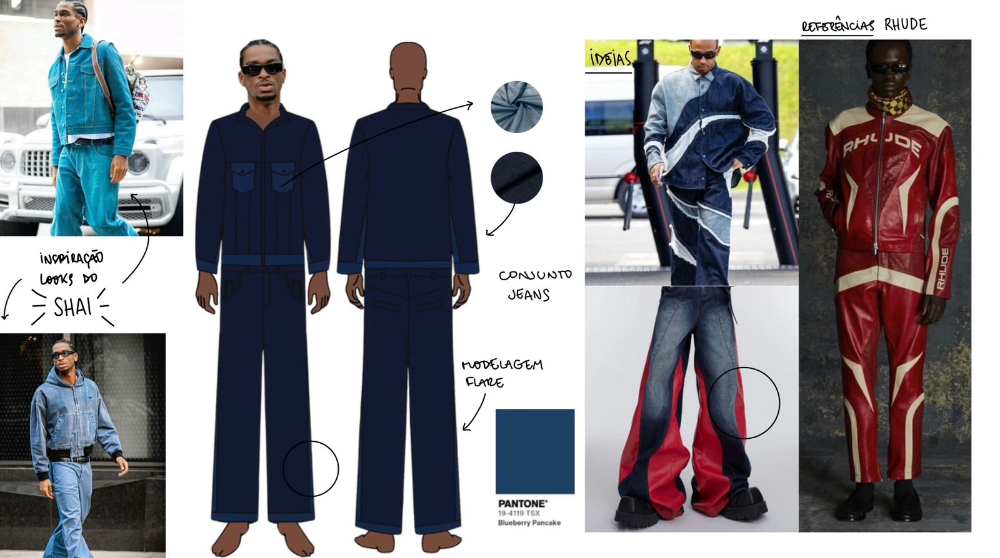 REFERÊNCIAS RHUDE
IDEIAS
RHUDE
RHUDE
INSPIRAÇÃO
LOOKS DO
SHAI
CONJUNTO
JEANS
MODELAGEM
FLARE
PANTONE®
19-4119 TSX
Blueberry Pancake